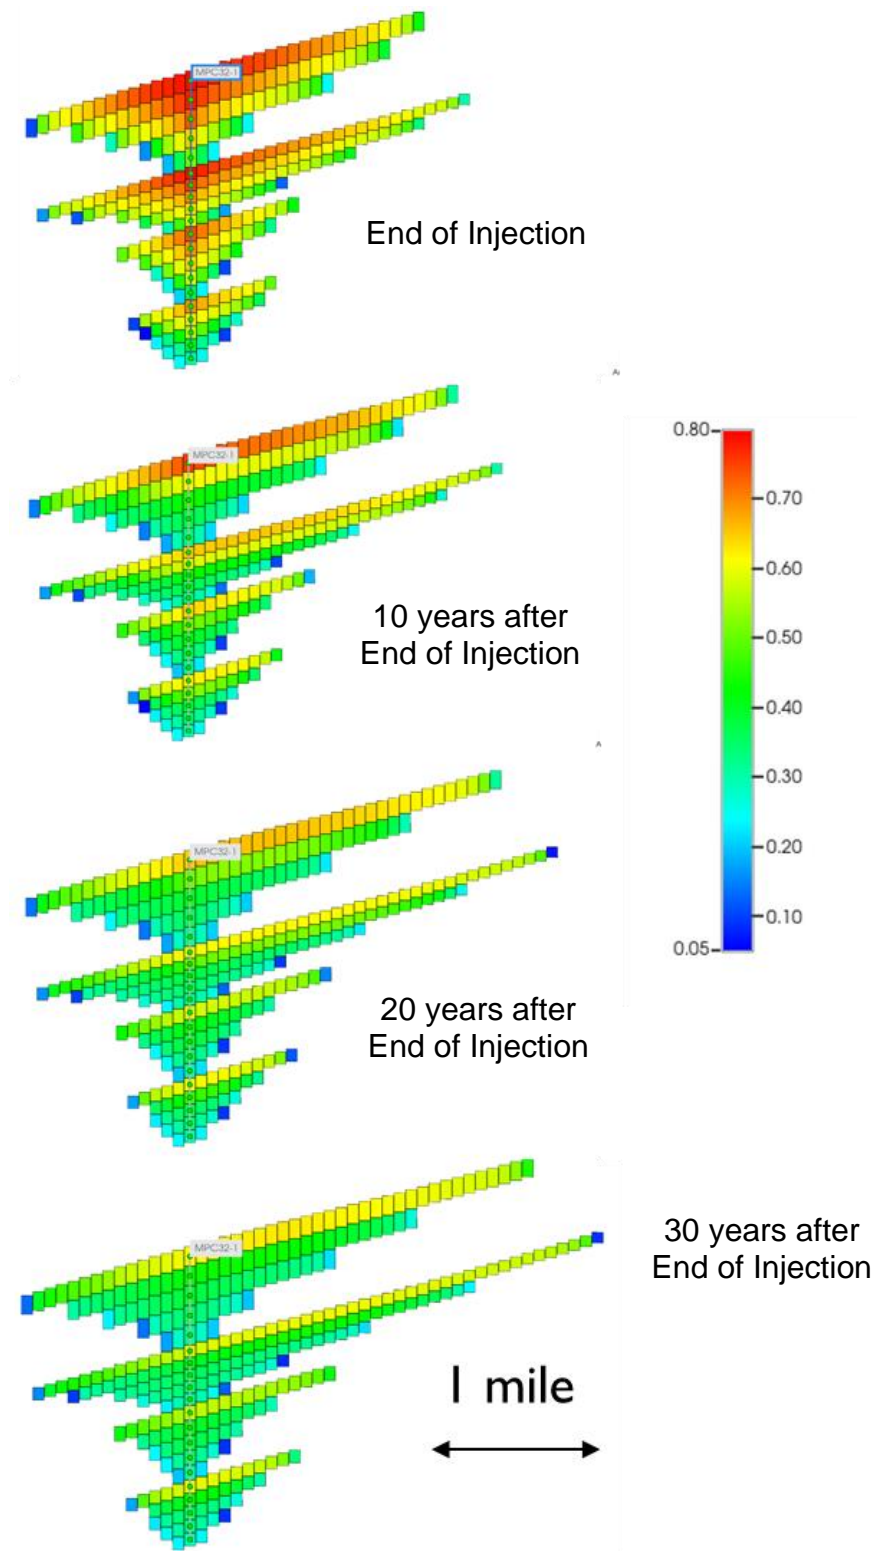 MPC32-1
End of Injection
MPC32-1
0.80
0.70
0.60
10 years after
End of Injection
0.50
0.40
0.30
MPC32-1
0.20
0.10
0.05
20 years after
End of Injection
MPC32-1
30 years after
End of Injection
1 mile